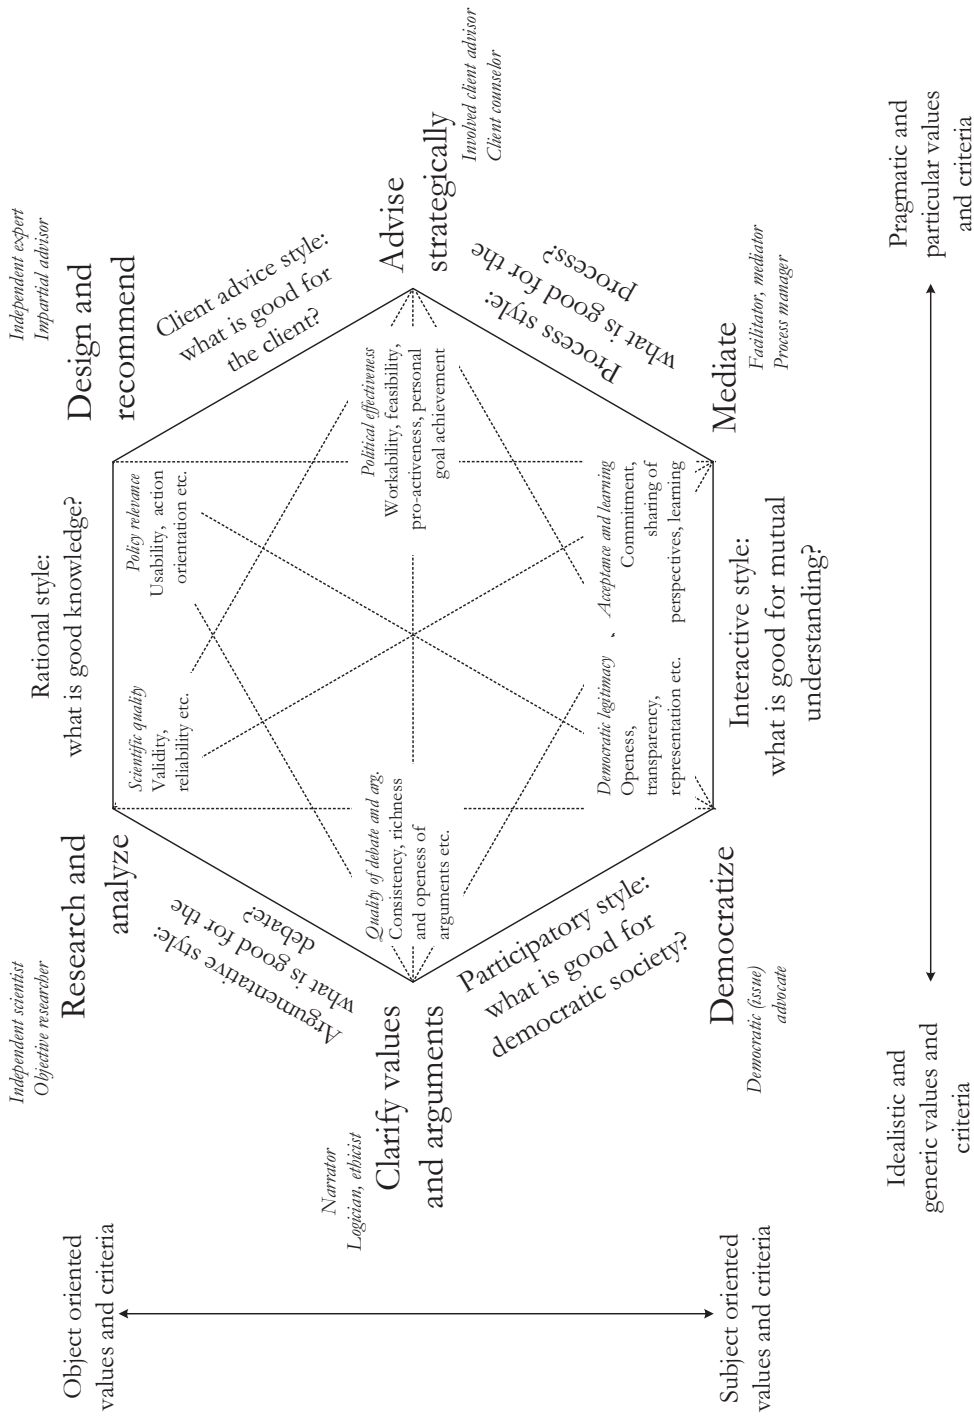 Independent scientist
Objective researcher
Research and
analyze
Rational style:
what is good knowledge?
Independent expert
Impartial advisor
Design and
recommend
Object oriented
values and criteria
Argumentative style:
what is good for the
debate?
Scientific quality
Validity,
reliability etc.
Policy relevance
Usability, action
orientation etc.
Client advice style:
what is good for
the client?
Narrator
Logician, ethicist
Clarify values
and arguments
Quality of debate and arg.
Consistency, richness
and openess of
arguments etc.
Political effectiveness
Workability, feasibility,
pro-activeness, personal
goal achievement
Advise
strategically
Involved client advisor
Client counselor
Participatory style:
what is good for
democratic society?
Democratic legitimacy
Openess,
transparency,
representation etc.
Acceptance and learning
Commitment,
sharing of
perspectives, learning
Process style:
what is good for the
process?
Subject oriented
values and criteria
Democratize
Democratic (issue)
advocate
Interactive style:
what is good for mutual
understanding?
Mediate
Facilitator, mediator
Process manager
Idealistic and
generic values and
criteria
Pragmatic and
particular values
and criteria